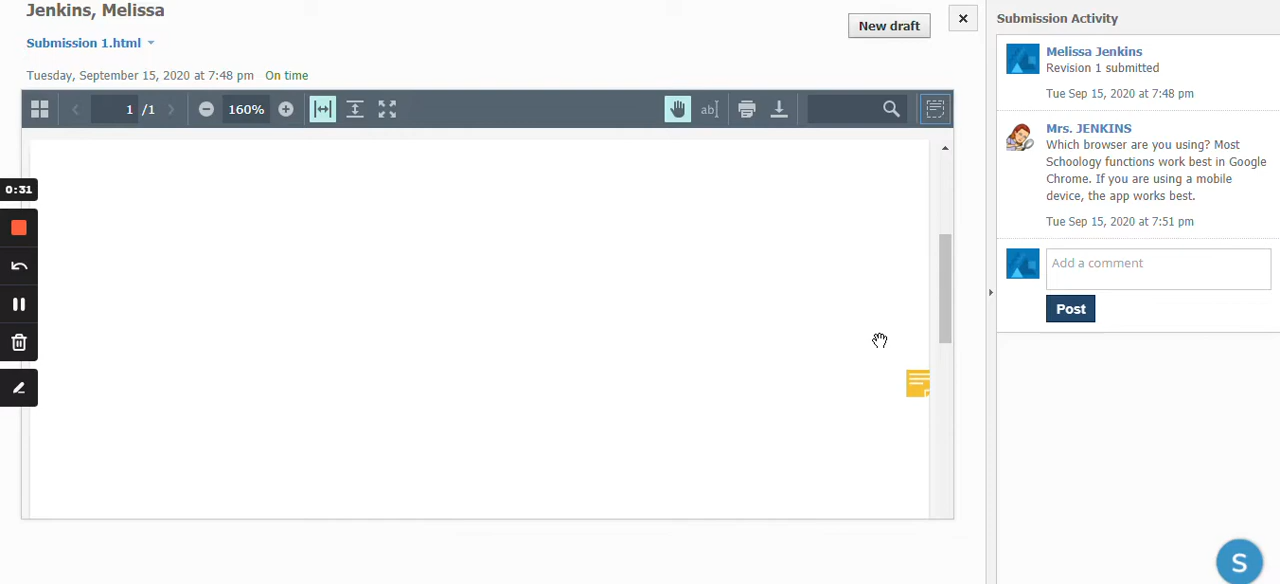 Jenkins, Melissa
New draft
Submission 1.html
Tuesday, September 15, 2020 at 7:48 pm On time
1 /1
160%
ab
0:31
Submission Activity
Melissa Jenkins
Revision 1 submitted
Tue Sep 15, 2020 at 7:48 pm
Mrs. JENKINS
Which browser are you using? Most
Schoology functions work best in Google
Chrome. If you are using a mobile
device, the app works best.
Tue Sep 15, 2020 at 7:51 pm
Add a comment
Post
S